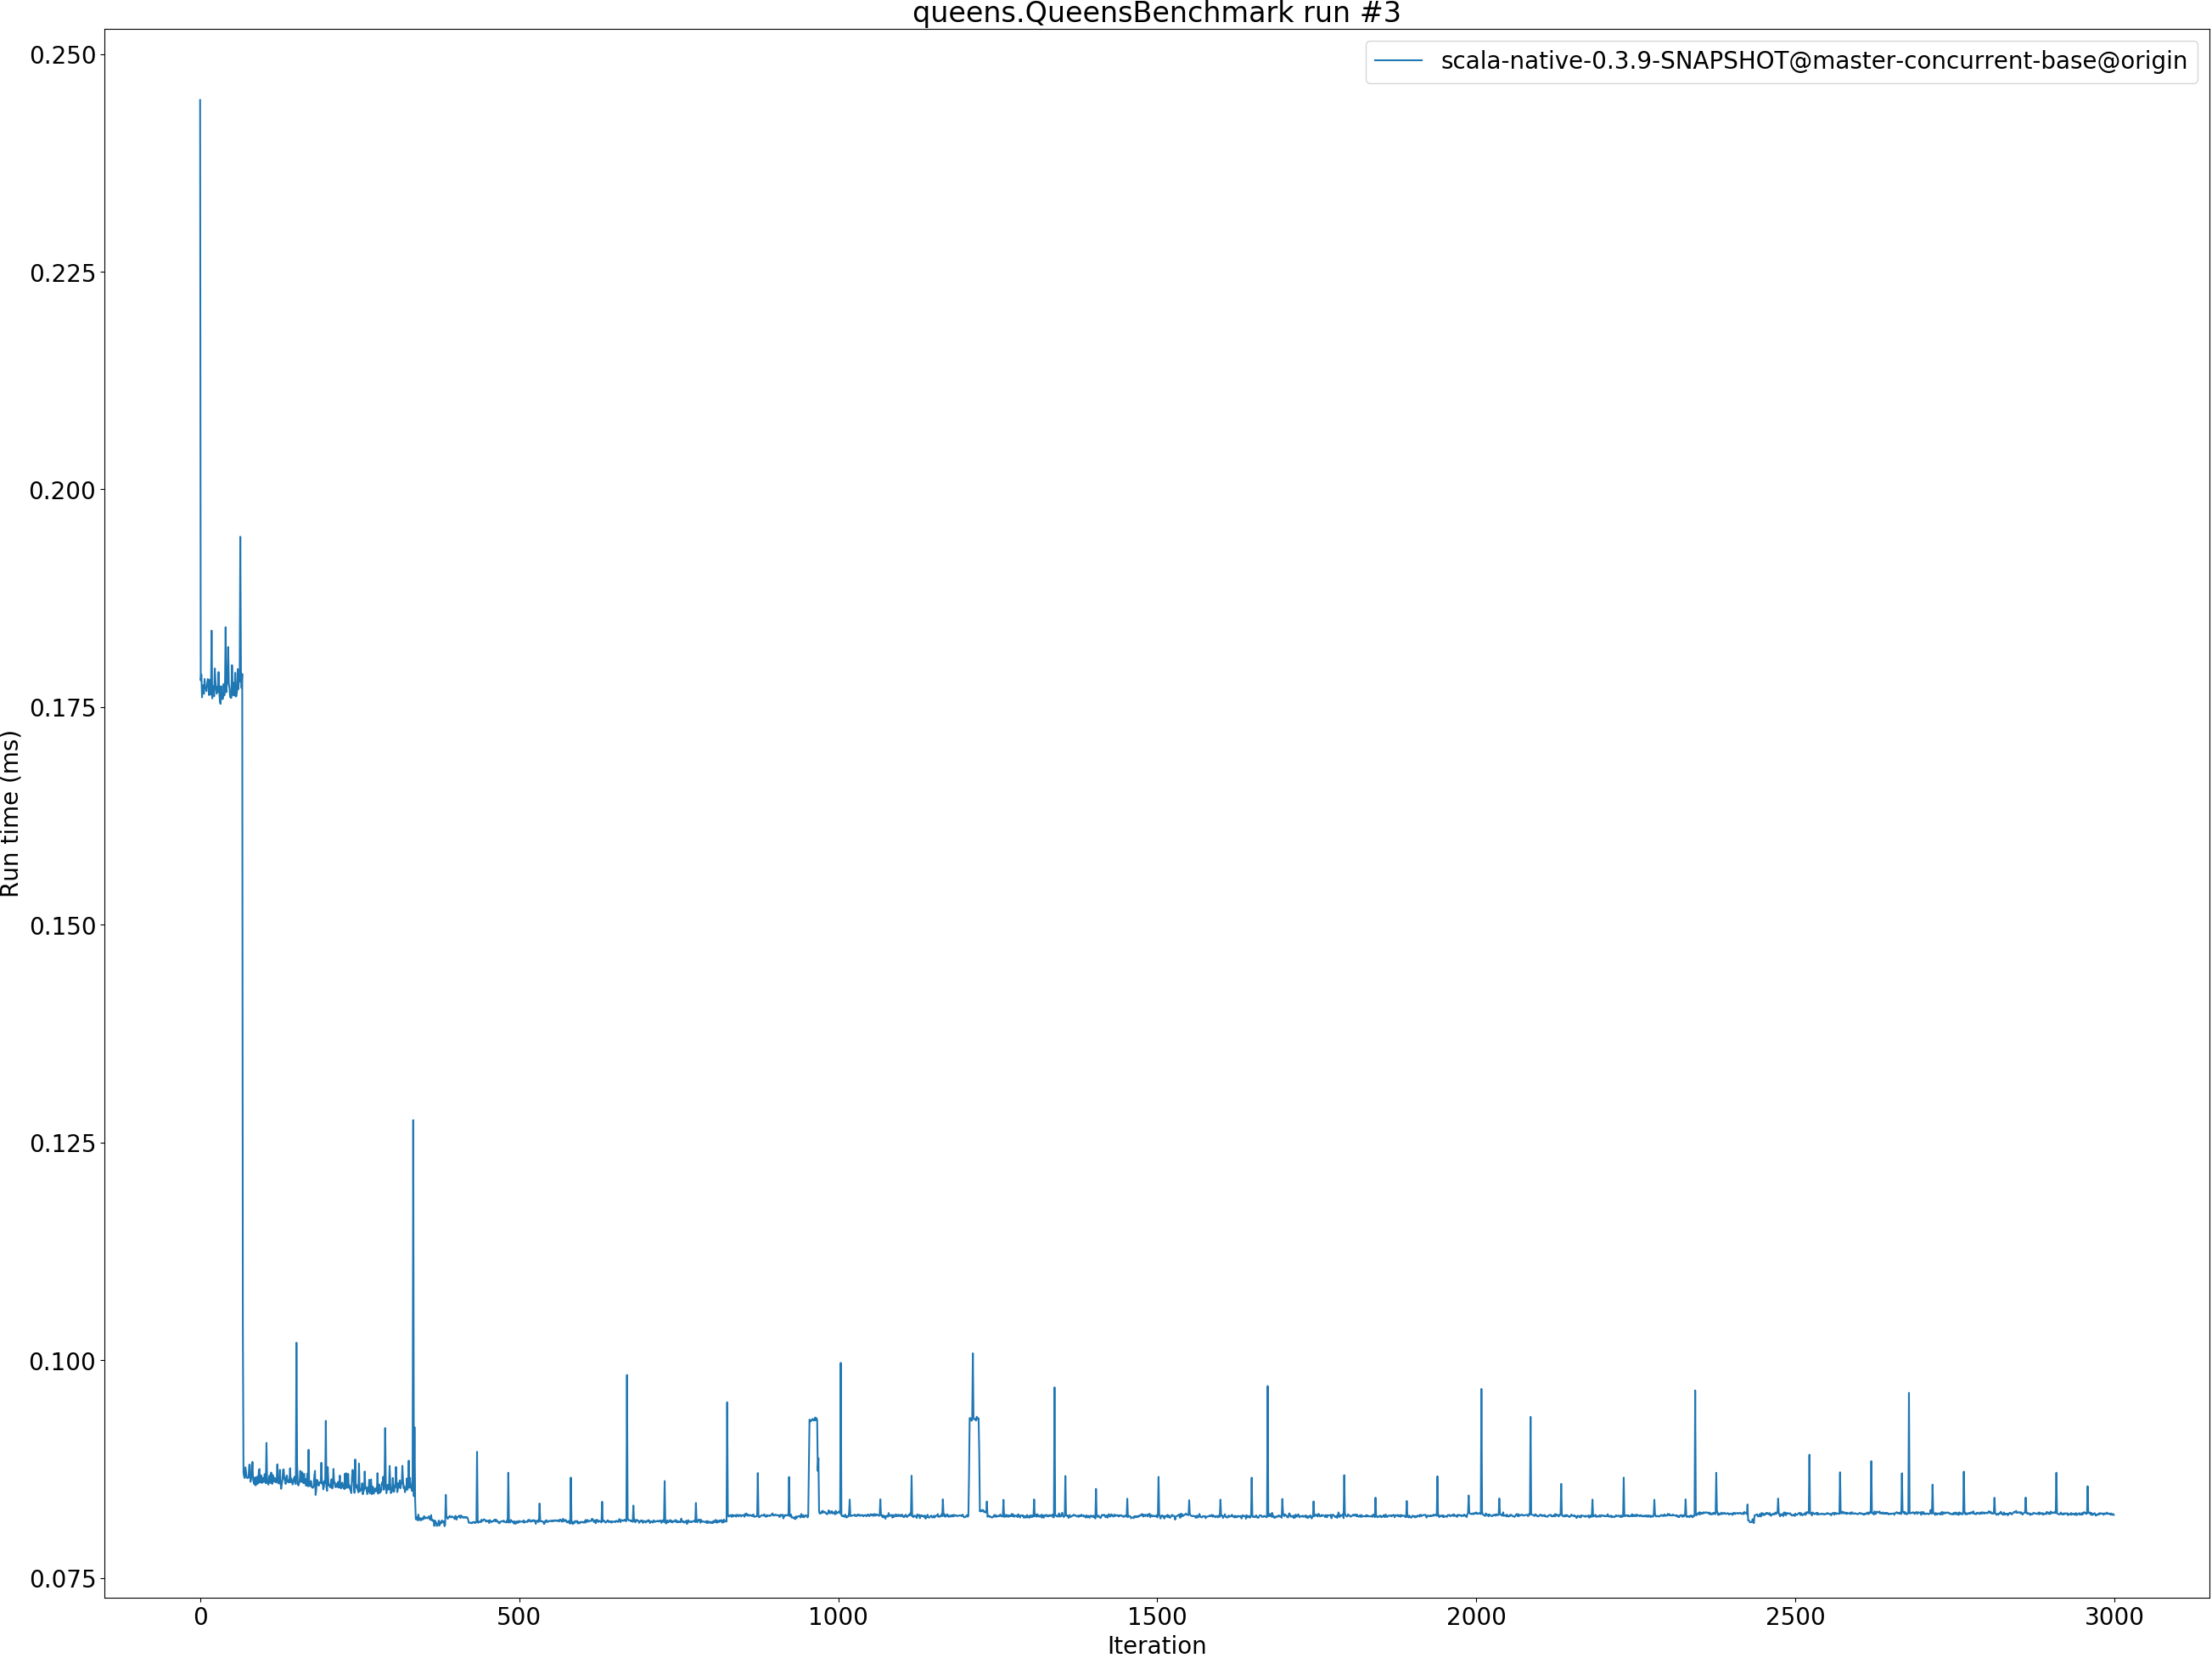 queens.QueensBenchmark run #3
scala-native-0.3.9-SNAPSHOT@master-concurrent-base@origin
Run time (ms)
0.250
0.225
0.200
0.175
0.150
0.125
0.100
0.075
0 500 1000 1500 2000 2500 3000
Iteration